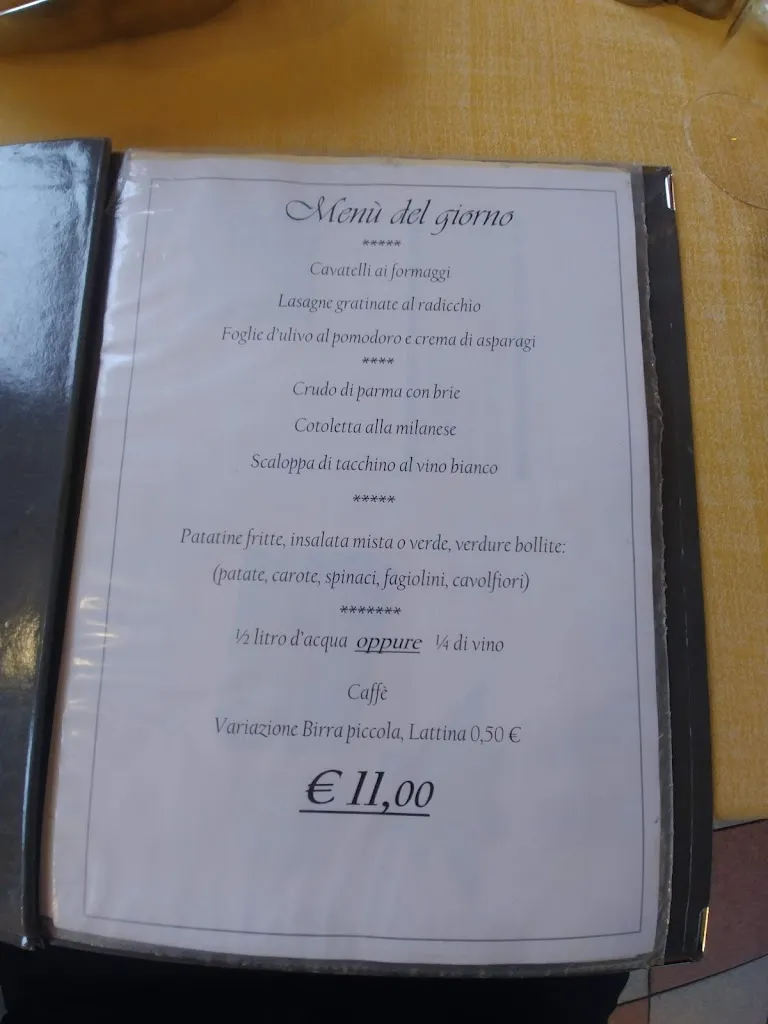 Menù del giorno
*****
Cavatelli ai formaggi
Lasagne gratinate al radicchio
Foglie d'ulivo al pomodoro e crema di asparagi
****
Crudo di parma con brie
Cotoletta alla milanese
Scaloppa di tacchino al vino bianco
*****
Patatine fritte, insalata mista o verde, verdure bollite:
(patate, carote, spinaci, fagiolini, cavolfiori)
*******
½ litro d'acqua oppure ¼ di vino
Caffè
Variazione Birra piccola, Lattina 0,50 €
€ 11,00